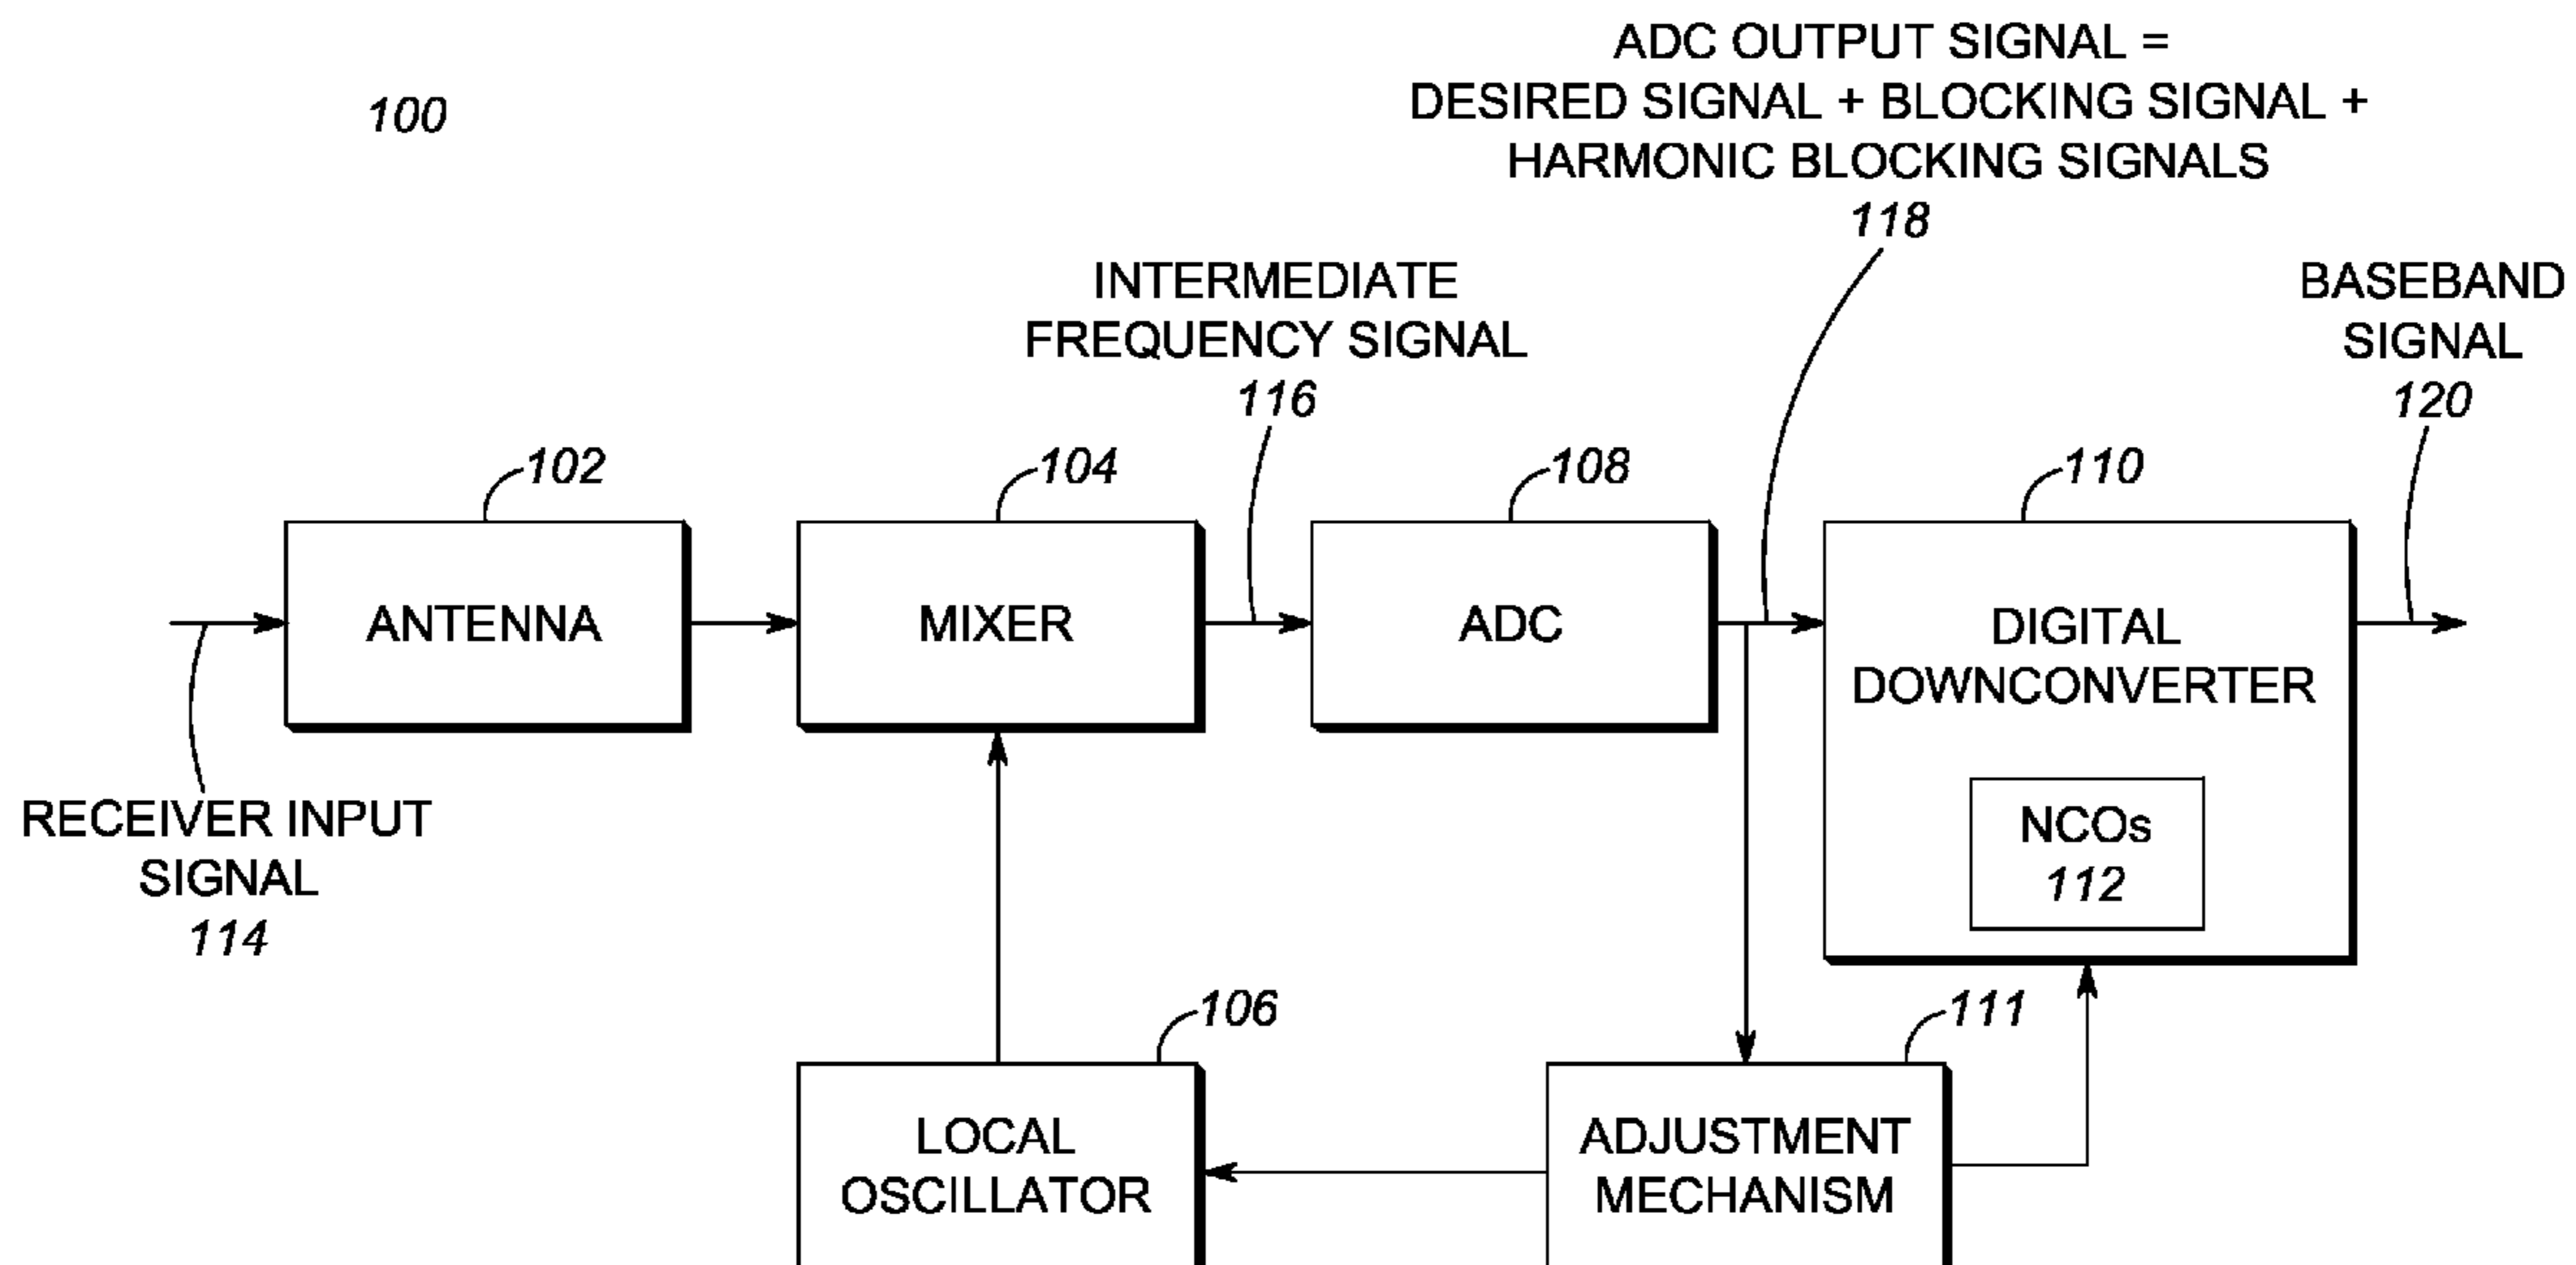 100
ADC OUTPUT SIGNAL =
DESIRED SIGNAL + BLOCKING SIGNAL +
HARMONIC BLOCKING SIGNALS
118
INTERMEDIATE
FREQUENCY SIGNAL
116
BASEBAND
SIGNAL
120
102
104
108
110
ANTENNA
MIXER
ADC
DIGITAL
DOWNCONVERTER
NCOs
112
RECEIVER INPUT
SIGNAL
114
106
111
LOCAL
OSCILLATOR
ADJUSTMENT
MECHANISM